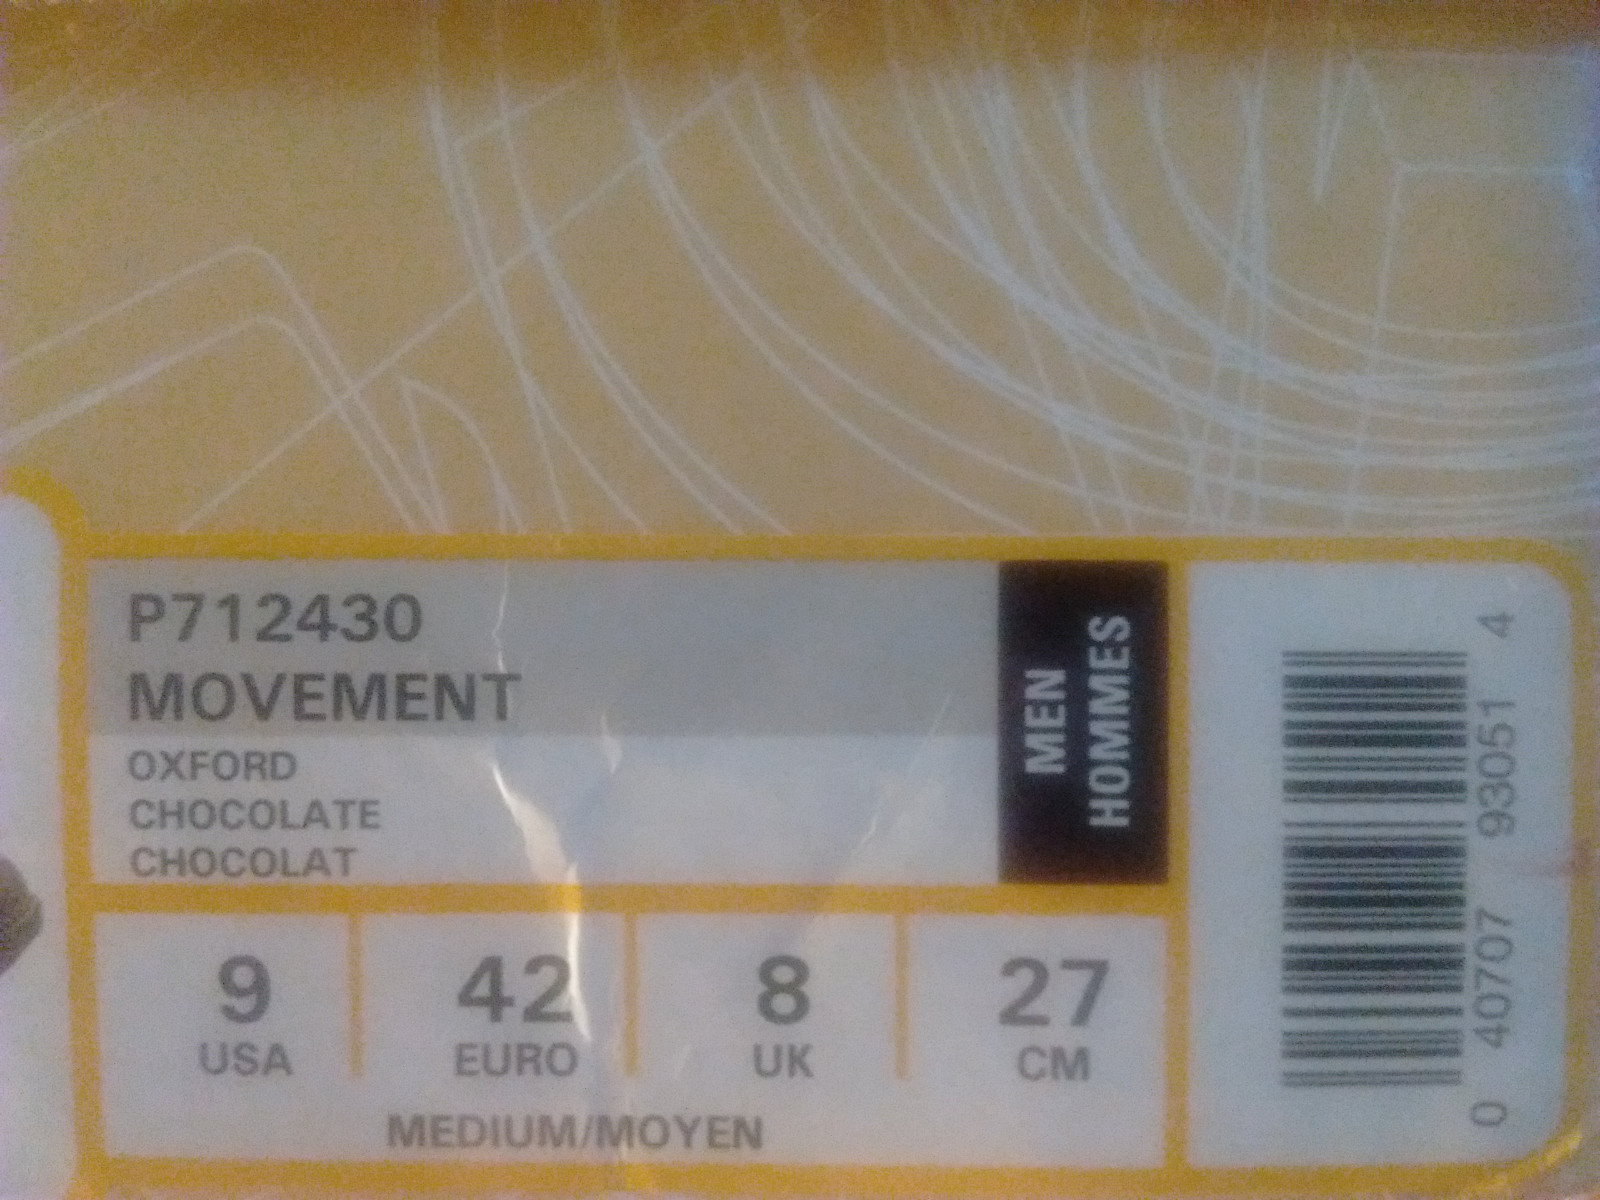 P712430
MOVEMENT
OXFORD
CHOCOLATE
CHOCOLAT
MEN
HOMMES
9
USA
42
EURO
8
UK
27
CM
MEDIUM/MOYEN
0 40707 93051 4